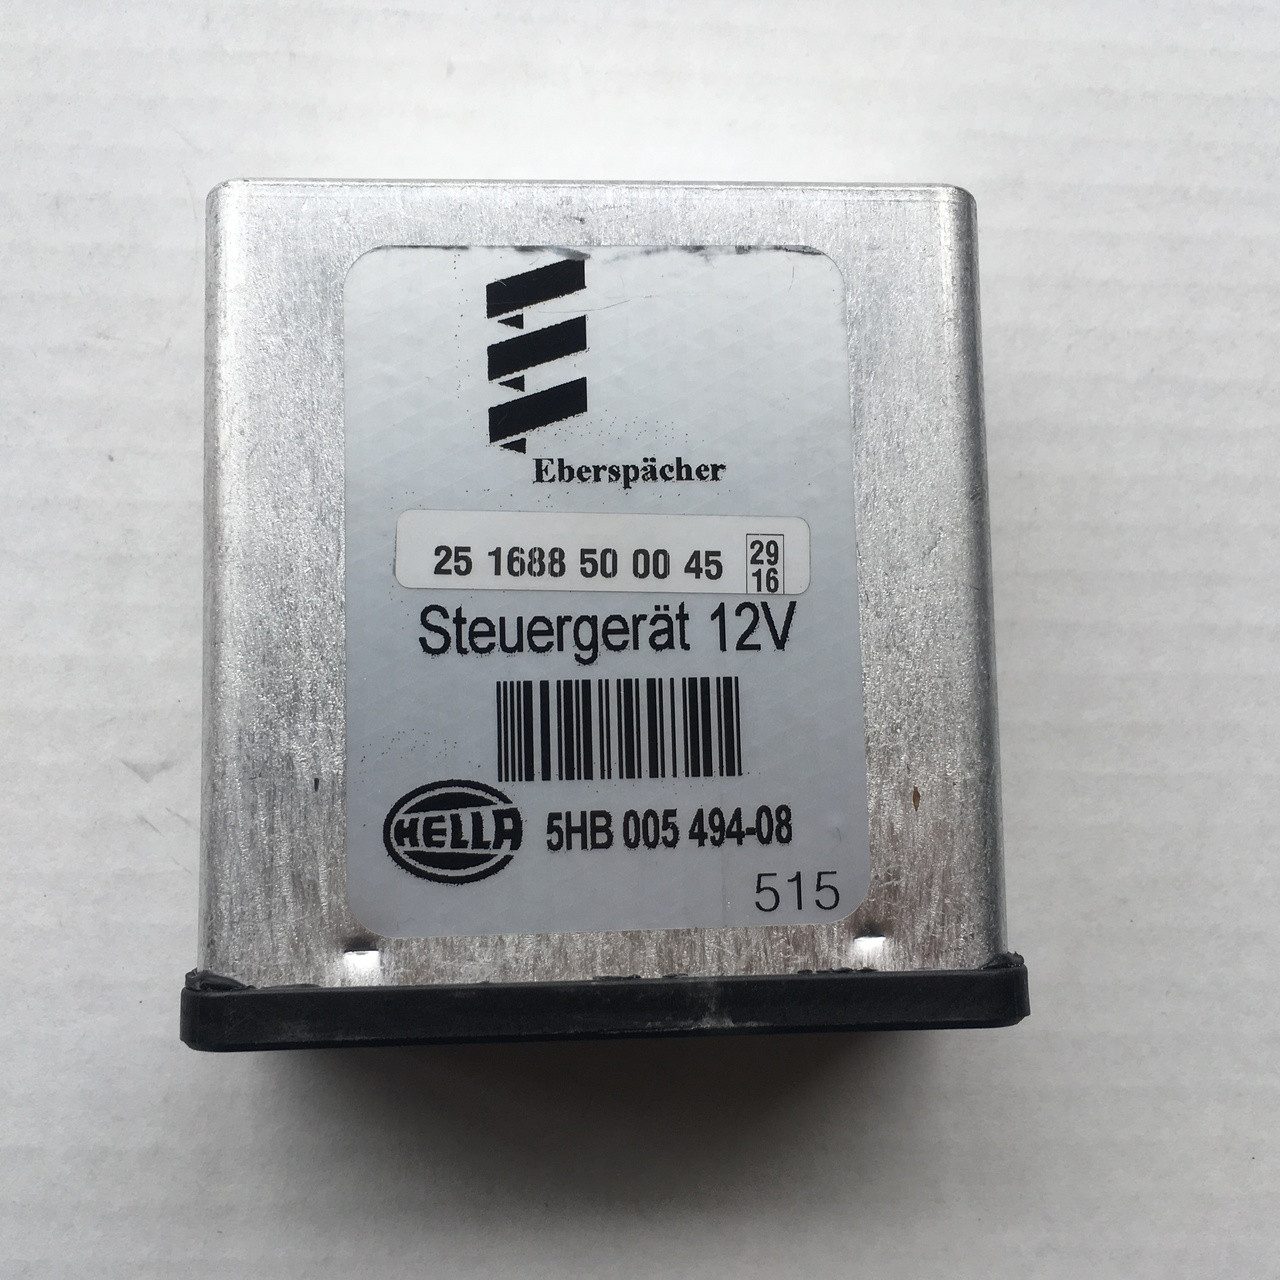 Eberspächer
25 1688 50 00 45
29
16
Steuergerät 12V
HELLA
5HB 005 494-08
515